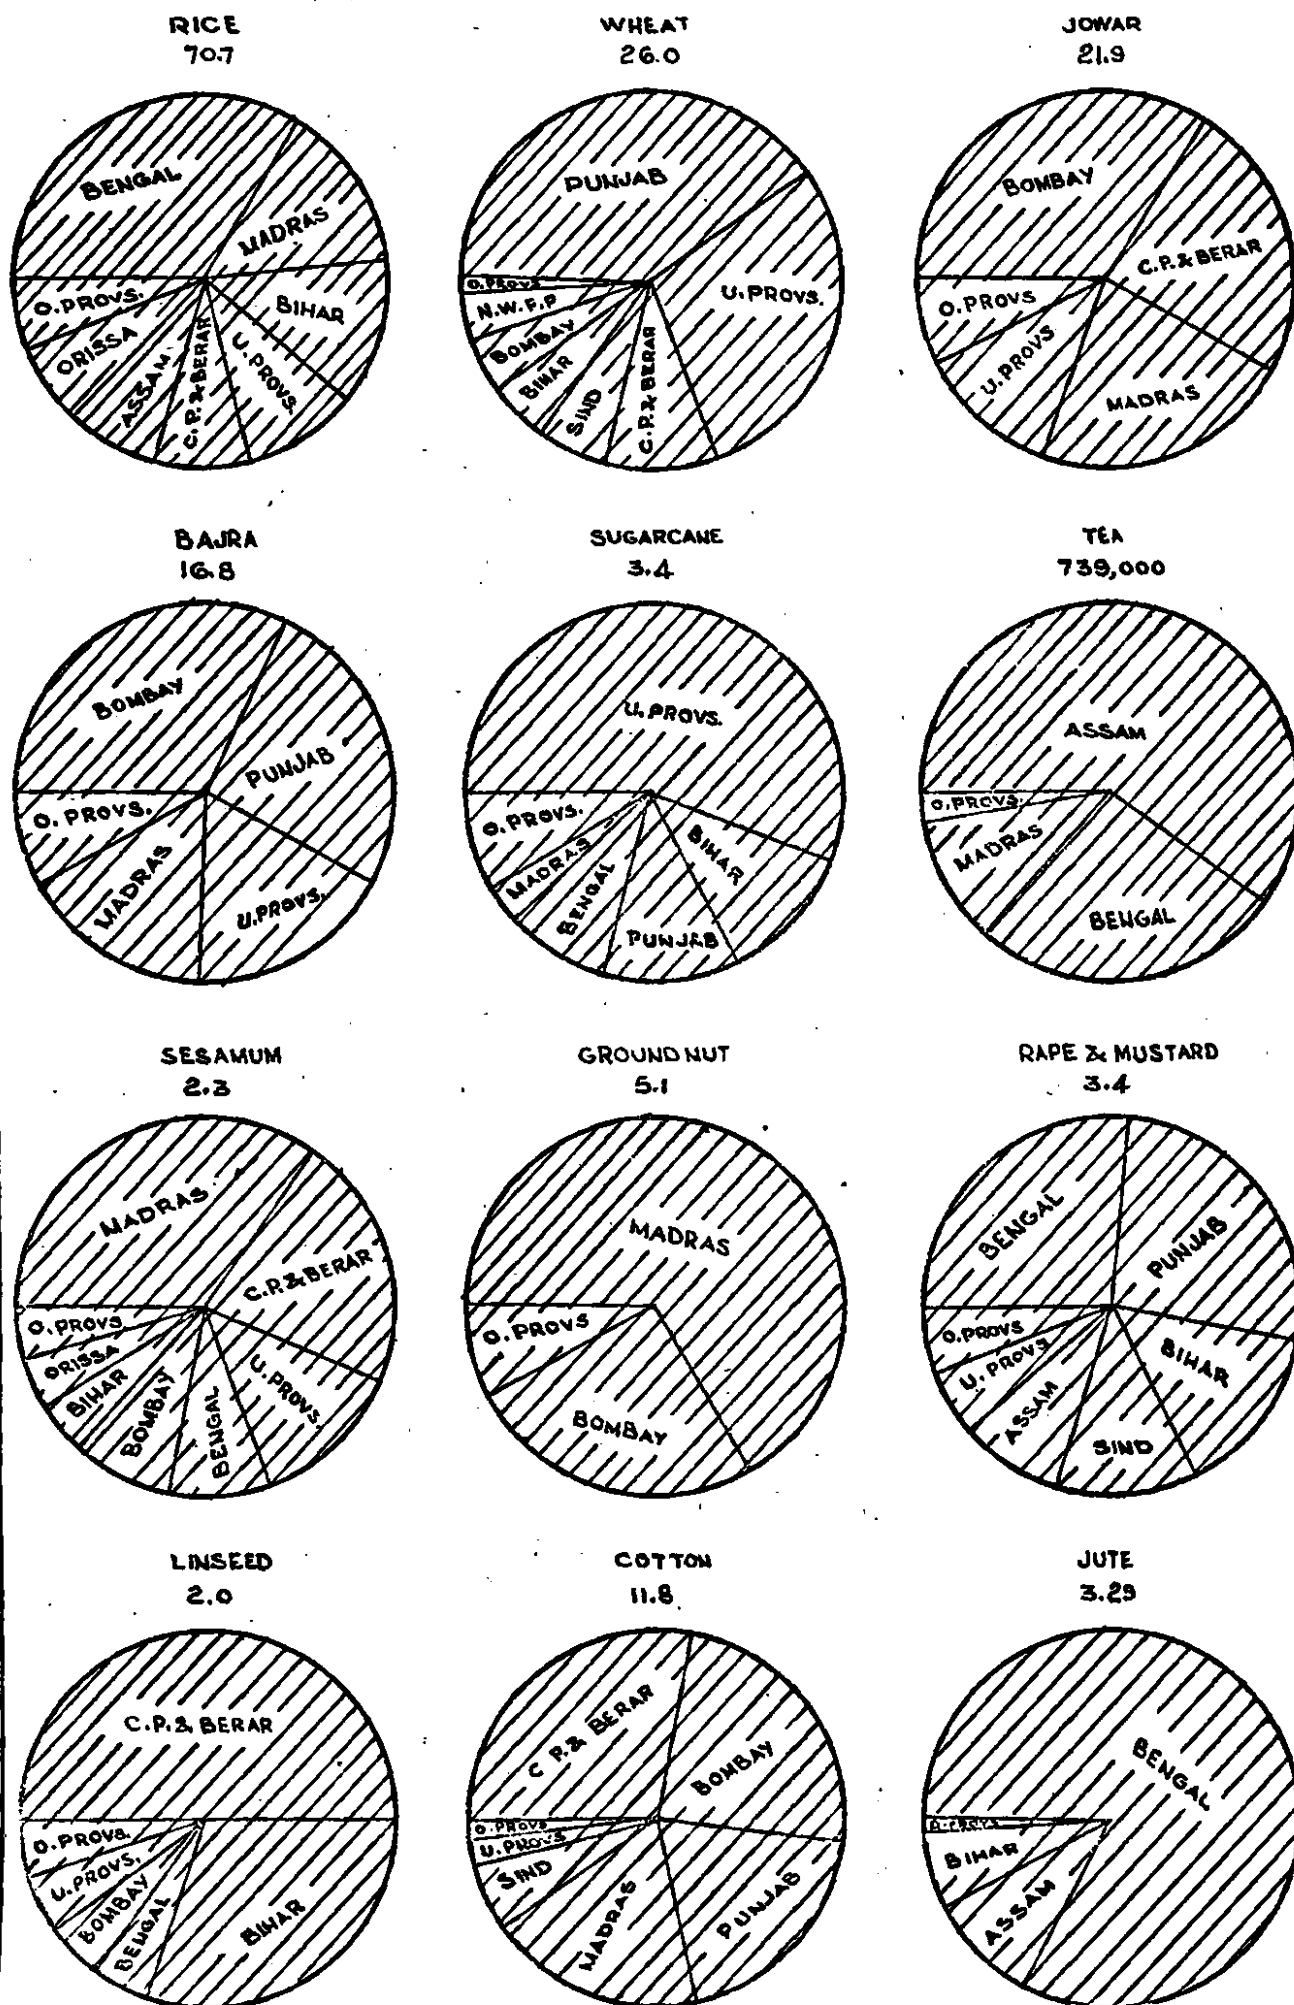 RICE
70.7
BENGAL
MADRAS
BIHAR
U. PROVS.
C.P. & BERAR
ASSAM
ORISSA
O. PROVS.
WHEAT
26.0
PUNJAB
U. PROVS.
C.P. & BERAR
SIND
BIHAR
BOMBAY
N.W.F.P
O. PROVS
JOWAR
21.9
BOMBAY
C.P. & BERAR
MADRAS
U. PROVS
O. PROVS
BAJRA
16.8
BOMBAY
PUNJAB
U. PROVS.
MADRAS
O. PROVS.
SUGARCANE
3.4
U. PROVS.
BIHAR
PUNJAB
BENGAL
MADRAS
O. PROVS.
TEA
739,000
ASSAM
BENGAL
MADRAS
O. PROVS.
SESAMUM
2.3
MADRAS
C.P. & BERAR
U. PROVS.
BENGAL
BOMBAY
BIHAR
ORISSA
O. PROVS
GROUND NUT
5.1
MADRAS
BOMBAY
O. PROVS
RAPE & MUSTARD
3.4
BENGAL
PUNJAB
BIHAR
SIND
ASSAM
U. PROVS
O. PROVS
LINSEED
2.0
C.P. & BERAR
BIHAR
BENGAL
BOMBAY
U. PROVS.
O. PROVS.
COTTON
11.8
C P. & BERAR
BOMBAY
PUNJAB
MADRAS
SIND
U. PROVS
O. PROVS
JUTE
3.29
BENGAL
ASSAM
BIHAR
O. PROVS